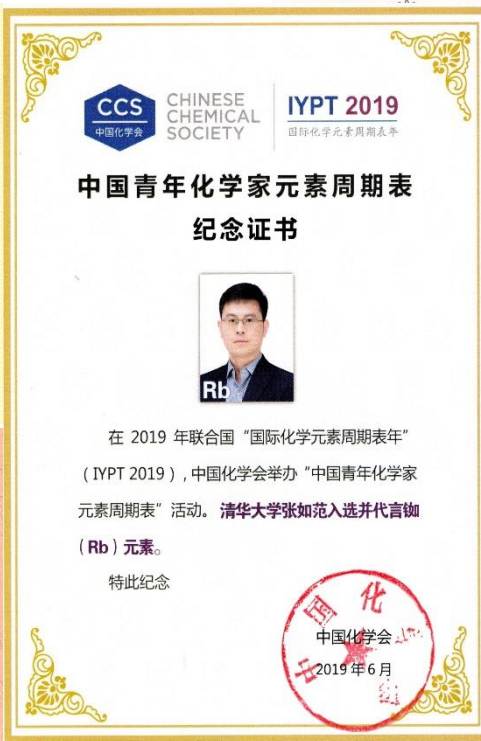 CCS
中国化学会
CHINESE
CHEMICAL
SOCIETY
IYPT 2019
国际化学元素周期表年
中国青年化学家元素周期表
纪念证书
Rb
在 2019 年联合国“国际化学元素周期表年”
（IYPT 2019），中国化学会举办“中国青年化学家
元素周期表”活动。清华大学张如范入选并代言铷
（Rb）元素。
特此纪念
中国化学会
2019 年 6 月
中国化